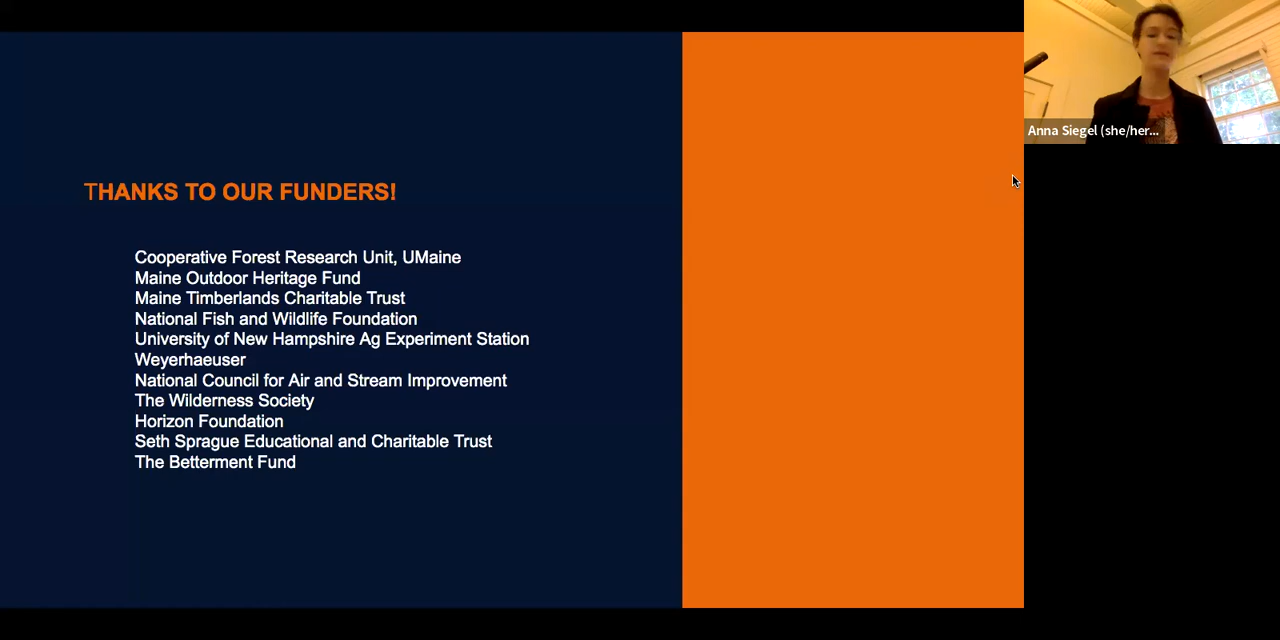 THANKS TO OUR FUNDERS!
Cooperative Forest Research Unit, UMaine
Maine Outdoor Heritage Fund
Maine Timberlands Charitable Trust
National Fish and Wildlife Foundation
University of New Hampshire Ag Experiment Station
Weyerhaeuser
National Council for Air and Stream Improvement
The Wilderness Society
Horizon Foundation
Seth Sprague Educational and Charitable Trust
The Betterment Fund
Anna Siegel (she/her...